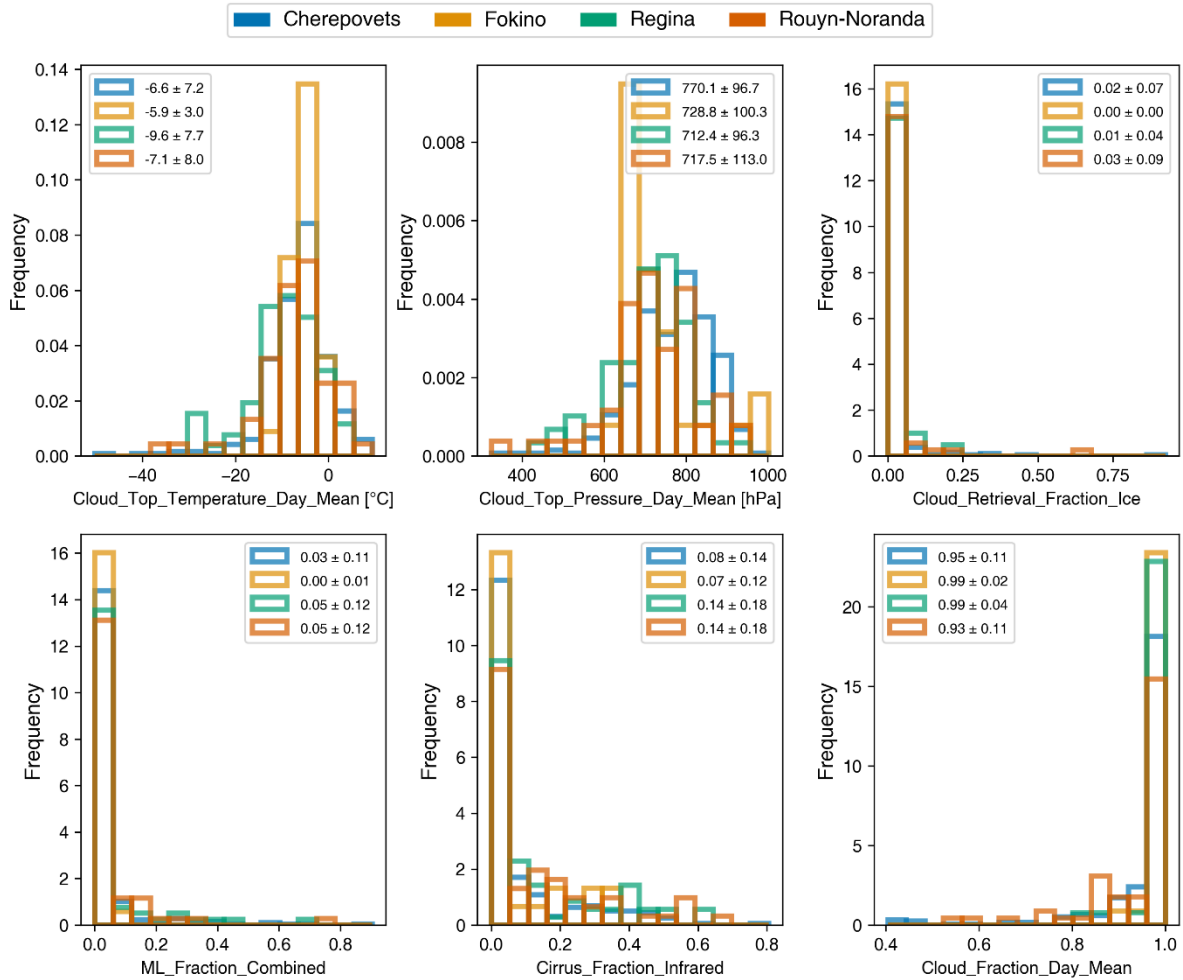 Cherepovets Fokino Regina Rouyn-Noranda
0.14
0.12
0.10
0.08
0.06
0.04
0.02
0.00
Frequency
-6.6 ± 7.2
-5.9 ± 3.0
-9.6 ± 7.7
-7.1 ± 8.0
−40 −20 0
Cloud_Top_Temperature_Day_Mean [°C]
0.008
0.006
0.004
0.002
0.000
Frequency
770.1 ± 96.7
728.8 ± 100.3
712.4 ± 96.3
717.5 ± 113.0
400 600 800 1000
Cloud_Top_Pressure_Day_Mean [hPa]
16
14
12
10
8
6
4
2
0
Frequency
0.02 ± 0.07
0.00 ± 0.00
0.01 ± 0.04
0.03 ± 0.09
0.00 0.25 0.50 0.75
Cloud_Retrieval_Fraction_Ice
16
14
12
10
8
6
4
2
0
Frequency
0.03 ± 0.11
0.00 ± 0.01
0.05 ± 0.12
0.05 ± 0.12
0.0 0.2 0.4 0.6 0.8
ML_Fraction_Combined
12
10
8
6
4
2
0
Frequency
0.08 ± 0.14
0.07 ± 0.12
0.14 ± 0.18
0.14 ± 0.18
0.0 0.2 0.4 0.6 0.8
Cirrus_Fraction_Infrared
20
15
10
5
0
Frequency
0.95 ± 0.11
0.99 ± 0.02
0.99 ± 0.04
0.93 ± 0.11
0.4 0.6 0.8 1.0
Cloud_Fraction_Day_Mean